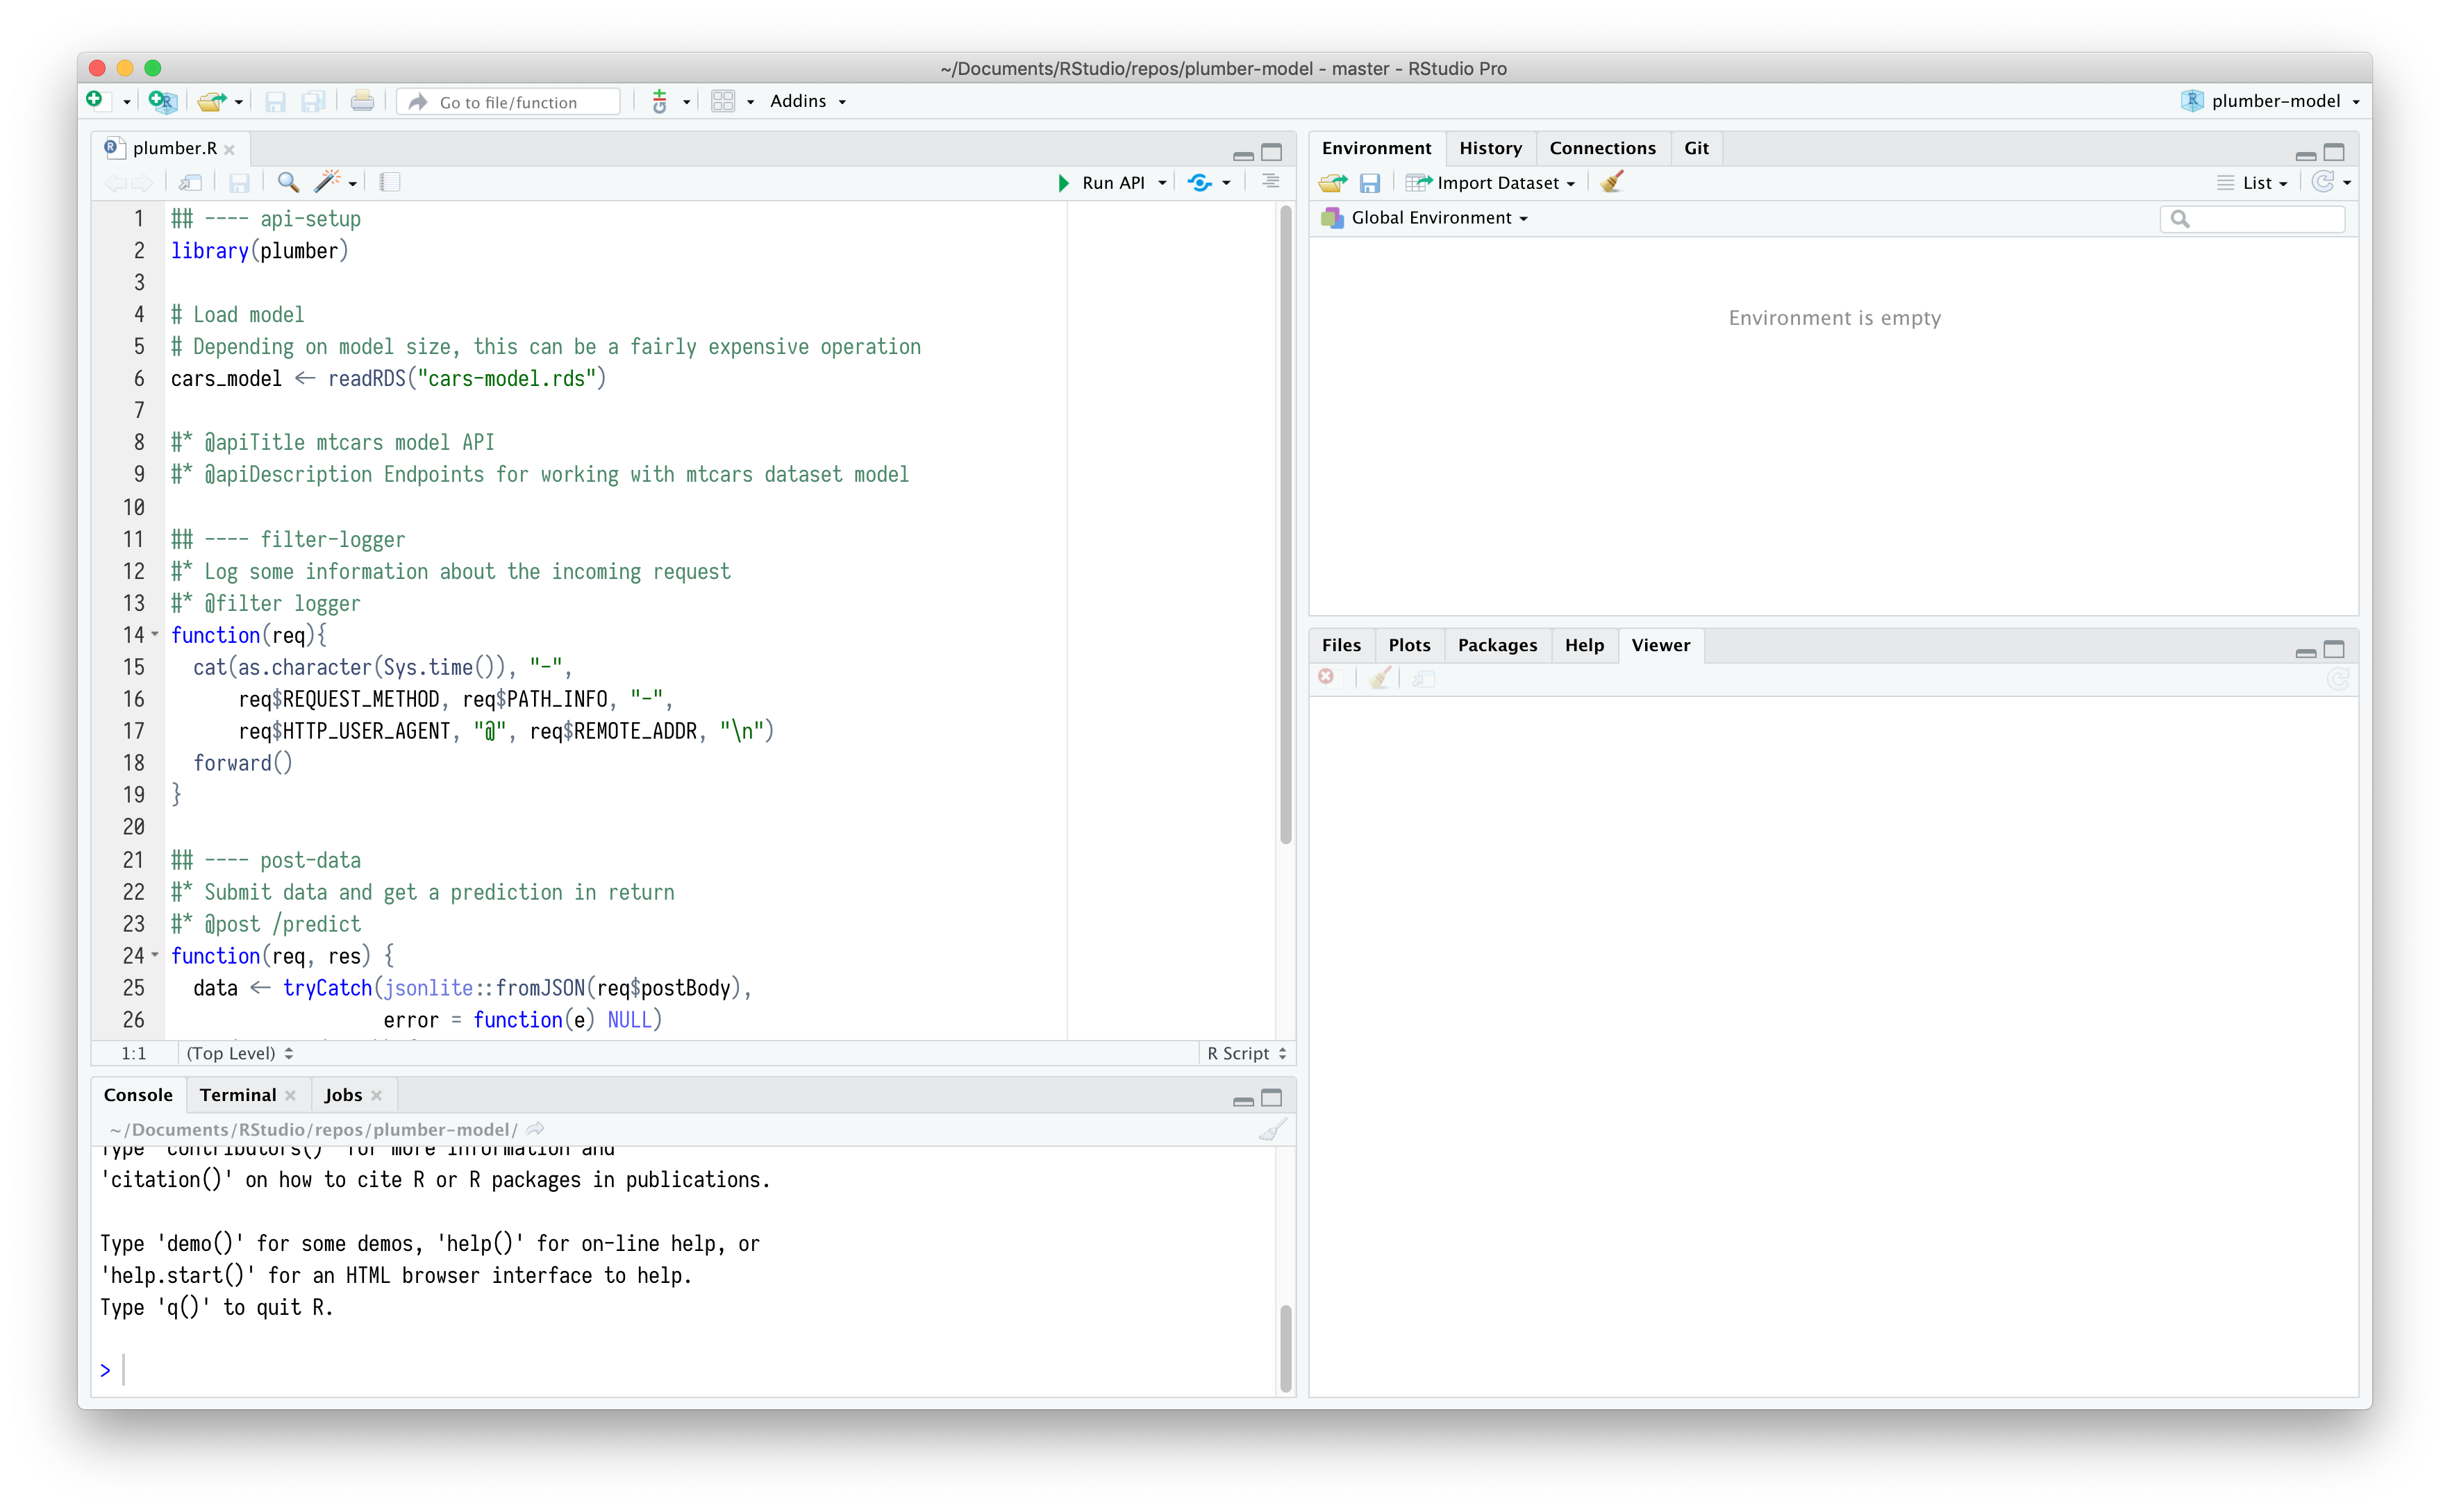 ~/Documents/RStudio/repos/plumber-model - master - RStudio Pro
Go to file/function
Addins
plumber-model
plumber.R
Run API
1 ## ---- api-setup
2 library(plumber)
3
4 # Load model
5 # Depending on model size, this can be a fairly expensive operation
6 cars_model <- readRDS("cars-model.rds")
7
8 #* @apiTitle mtcars model API
9 #* @apiDescription Endpoints for working with mtcars dataset model
10
11 ## ---- filter-logger
12 #* Log some information about the incoming request
13 #* @filter logger
14 function(req){
15 cat(as.character(Sys.time()), "-",
16 req$REQUEST_METHOD, req$PATH_INFO, "-",
17 req$HTTP_USER_AGENT, "@", req$REMOTE_ADDR, "\n")
18 forward()
19 }
20
21 ## ---- post-data
22 #* Submit data and get a prediction in return
23 #* @post /predict
24 function(req, res) {
25 data <- tryCatch(jsonlite::fromJSON(req$postBody),
26 error = function(e) NULL)
1:1 (Top Level) R Script
Console Terminal Jobs
~/Documents/RStudio/repos/plumber-model/
Type 'contributors()' for more information and
'citation()' on how to cite R or R packages in publications.
Type 'demo()' for some demos, 'help()' for on-line help, or
'help.start()' for an HTML browser interface to help.
Type 'q()' to quit R.
>
Environment History Connections Git
Import Dataset List
Global Environment
Environment is empty
Files Plots Packages Help Viewer